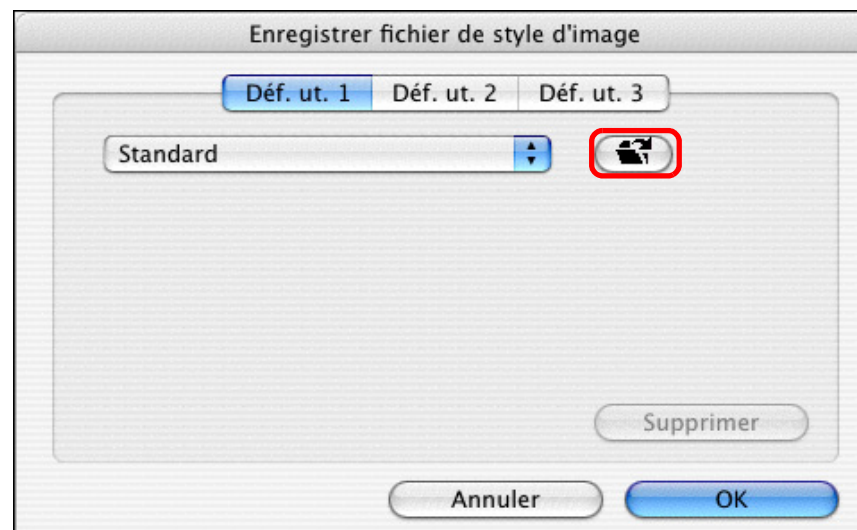 Enregistrer fichier de style d'image
Déf. ut. 1 Déf. ut. 2 Déf. ut. 3
Standard
Supprimer
Annuler OK